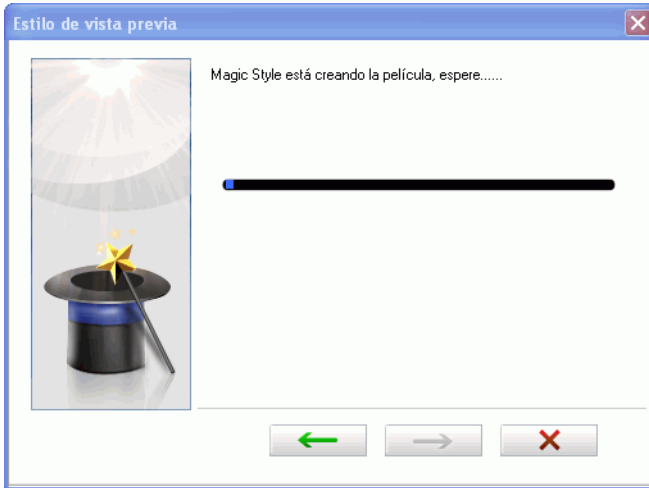 Estilo de vista previa
Magic Style está creando la película, espere......